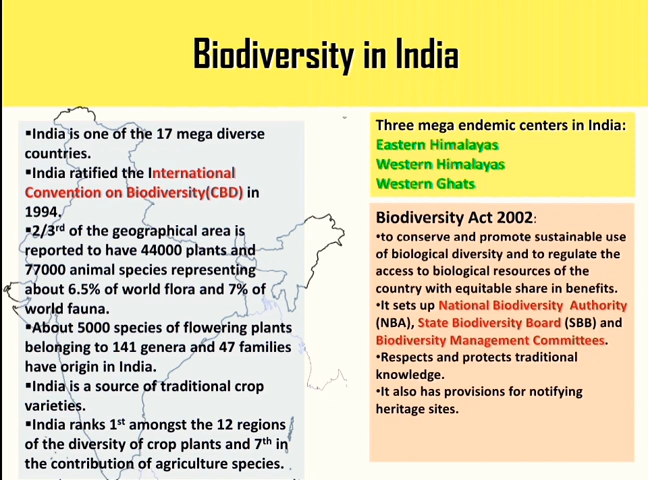 Biodiversity in India
▪India is one of the 17 mega diverse
countries.
▪India ratified the International
Convention on Biodiversity(CBD) in
1994.
▪2/3rd of the geographical area is
reported to have 44000 plants and
77000 animal species representing
about 6.5% of world flora and 7% of
world fauna.
▪About 5000 species of flowering plants
belonging to 141 genera and 47 families
have origin in India.
▪India is a source of traditional crop
varieties.
▪India ranks 1st amongst the 12 regions
of the diversity of crop plants and 7th in
the contribution of agriculture species.
Three mega endemic centers in India:
Eastern Himalayas
Western Himalayas
Western Ghats
Biodiversity Act 2002:
•to conserve and promote sustainable use
of biological diversity and to regulate the
access to biological resources of the
country with equitable share in benefits.
•It sets up National Biodiversity Authority
(NBA), State Biodiversity Board (SBB) and
Biodiversity Management Committees.
•Respects and protects traditional
knowledge.
•It also has provisions for notifying
heritage sites.